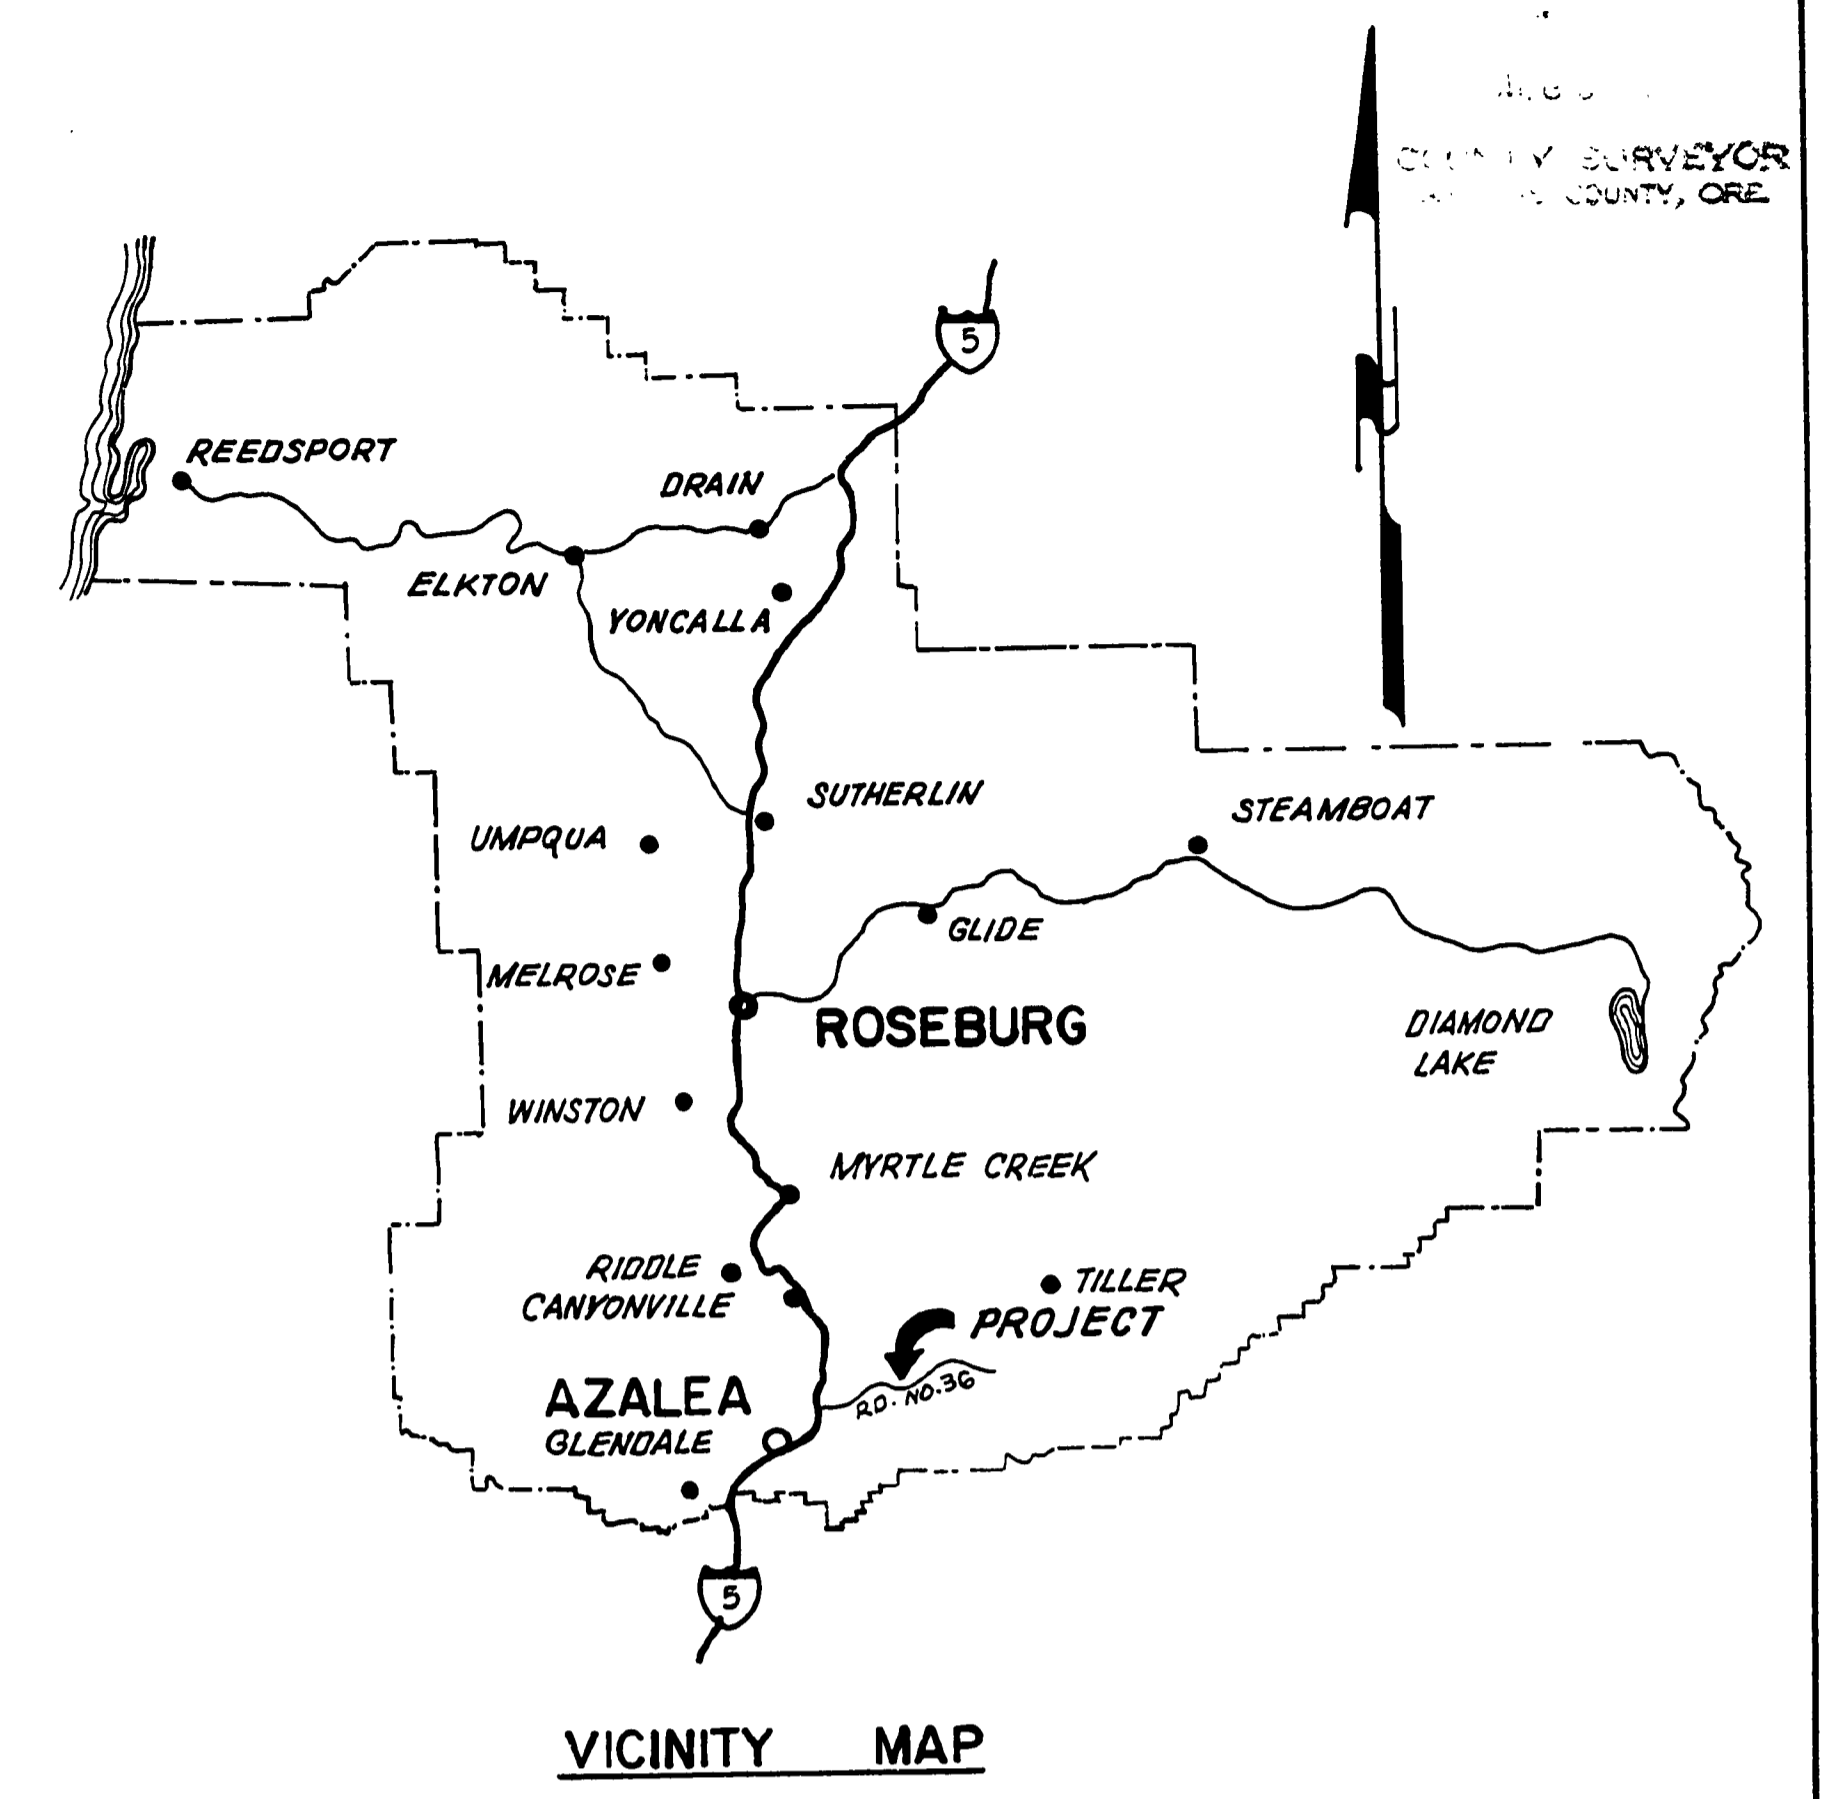 COUNTY SURVEYOR
COUNTY, ORE
5
N
REEDSPORT
DRAIN
ELKTON
YONCALLA
SUTHERLIN
STEAMBOAT
UMPQUA
GLIDE
MELROSE
ROSEBURG
DIAMOND
LAKE
WINSTON
MYRTLE CREEK
RIDDLE
TILLER
CANYONVILLE
PROJECT
RD. NO. 36
AZALEA
GLENDALE
5
VICINITY MAP